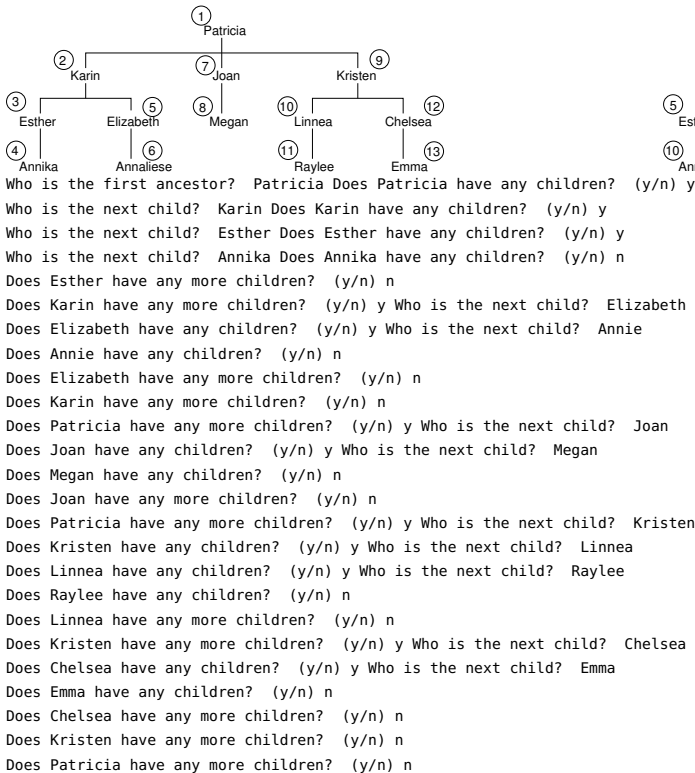 1
Patricia
2 7 9
Karin Joan Kristen
3 5 8 10 12 5
Esther Elizabeth Megan Linnea Chelsea
4 6 11 13 10
Annika Annaliese Raylee Emma
Who is the first ancestor? Patricia Does Patricia have any children? (y/n) y
Who is the next child? Karin Does Karin have any children? (y/n) y
Who is the next child? Esther Does Esther have any children? (y/n) y
Who is the next child? Annika Does Annika have any children? (y/n) n
Does Esther have any more children? (y/n) n
Does Karin have any more children? (y/n) y Who is the next child? Elizabeth
Does Elizabeth have any children? (y/n) y Who is the next child? Annie
Does Annie have any children? (y/n) n
Does Elizabeth have any more children? (y/n) n
Does Karin have any more children? (y/n) n
Does Patricia have any more children? (y/n) y Who is the next child? Joan
Does Joan have any children? (y/n) y Who is the next child? Megan
Does Megan have any children? (y/n) n
Does Joan have any more children? (y/n) n
Does Patricia have any more children? (y/n) y Who is the next child? Kristen
Does Kristen have any children? (y/n) y Who is the next child? Linnea
Does Linnea have any children? (y/n) y Who is the next child? Raylee
Does Raylee have any children? (y/n) n
Does Linnea have any more children? (y/n) n
Does Kristen have any more children? (y/n) y Who is the next child? Chelsea
Does Chelsea have any children? (y/n) y Who is the next child? Emma
Does Emma have any children? (y/n) n
Does Chelsea have any more children? (y/n) n
Does Kristen have any more children? (y/n) n
Does Patricia have any more children? (y/n) n